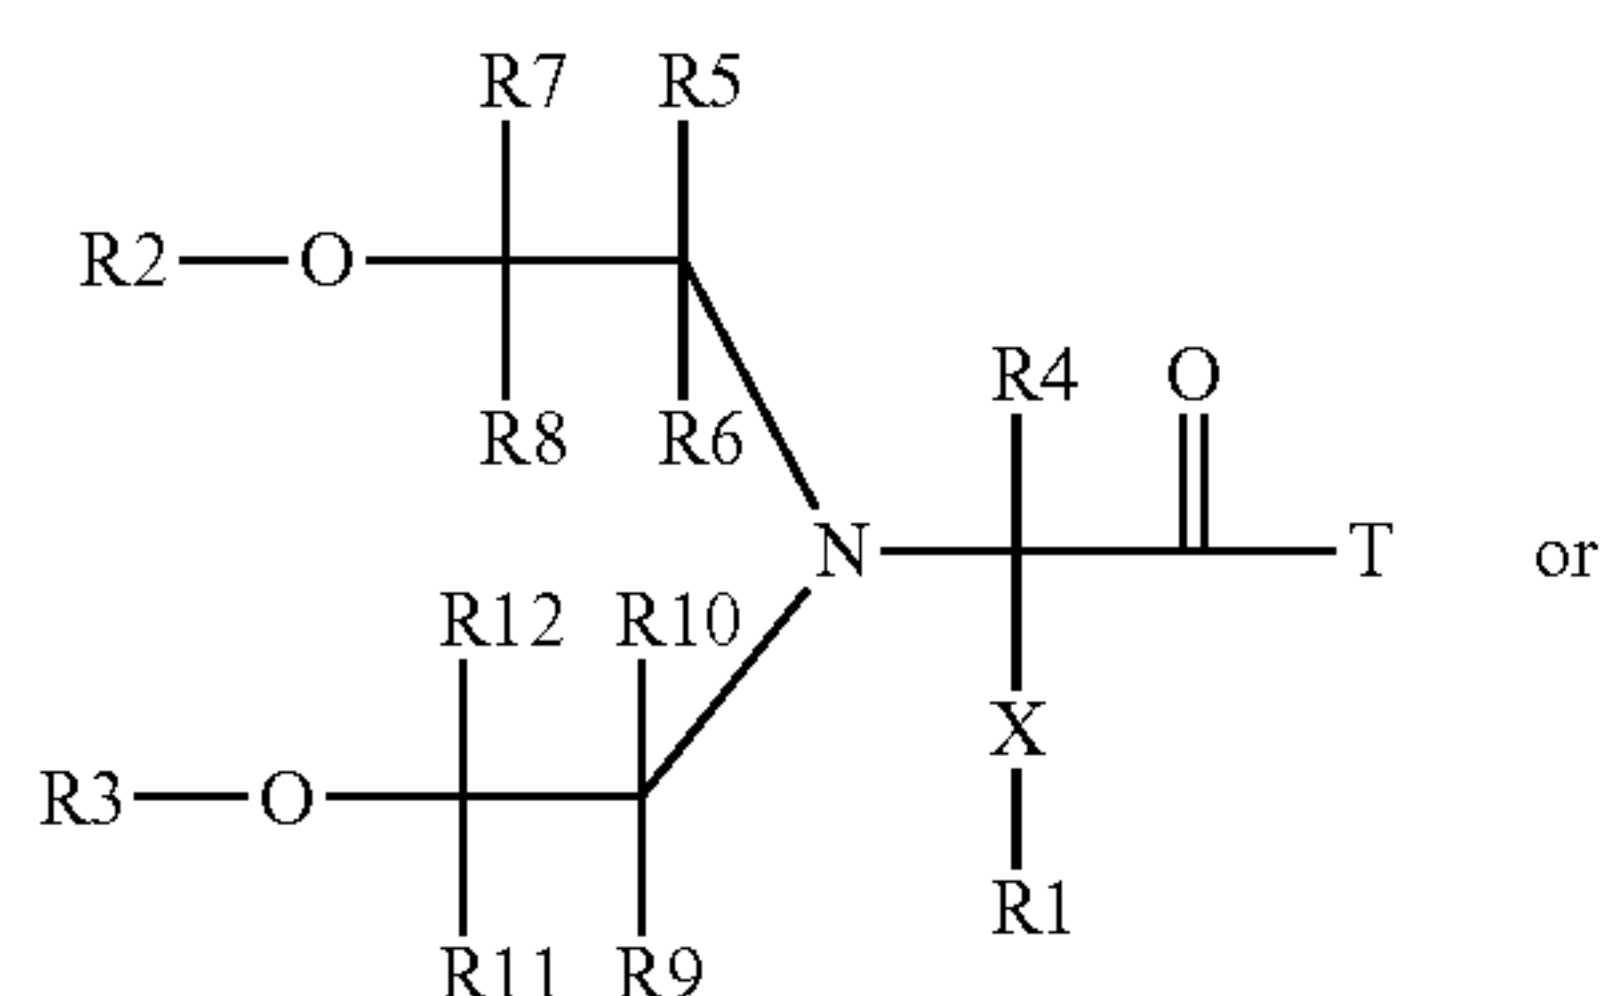 R7 R5
R2 O
R8 R6
R4 O
N T or
R12 R10
X
R3 O
R1
R11 R9